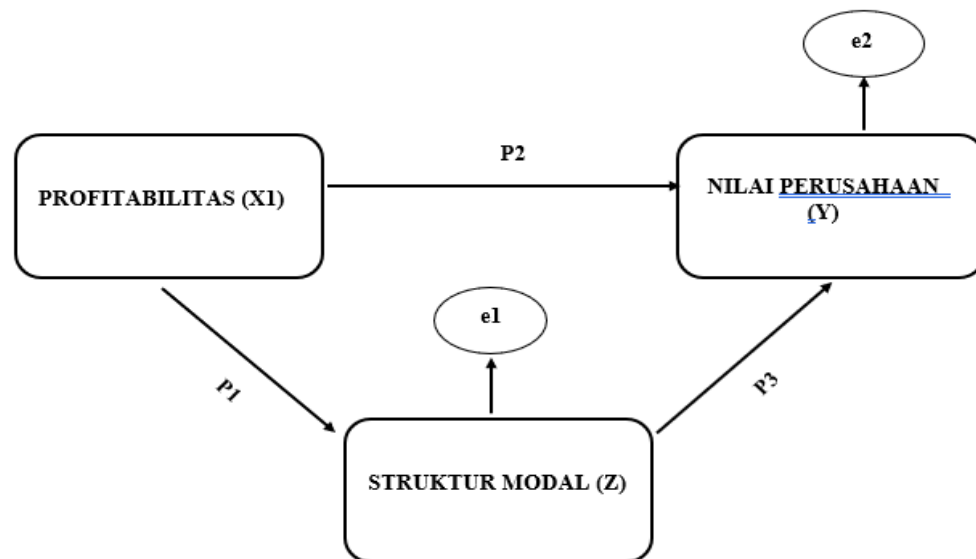 e2
P2
PROFITABILITAS (X1)
NILAI PERUSAHAAN
(Y)
e1
P1
P3
STRUKTUR MODAL (Z)